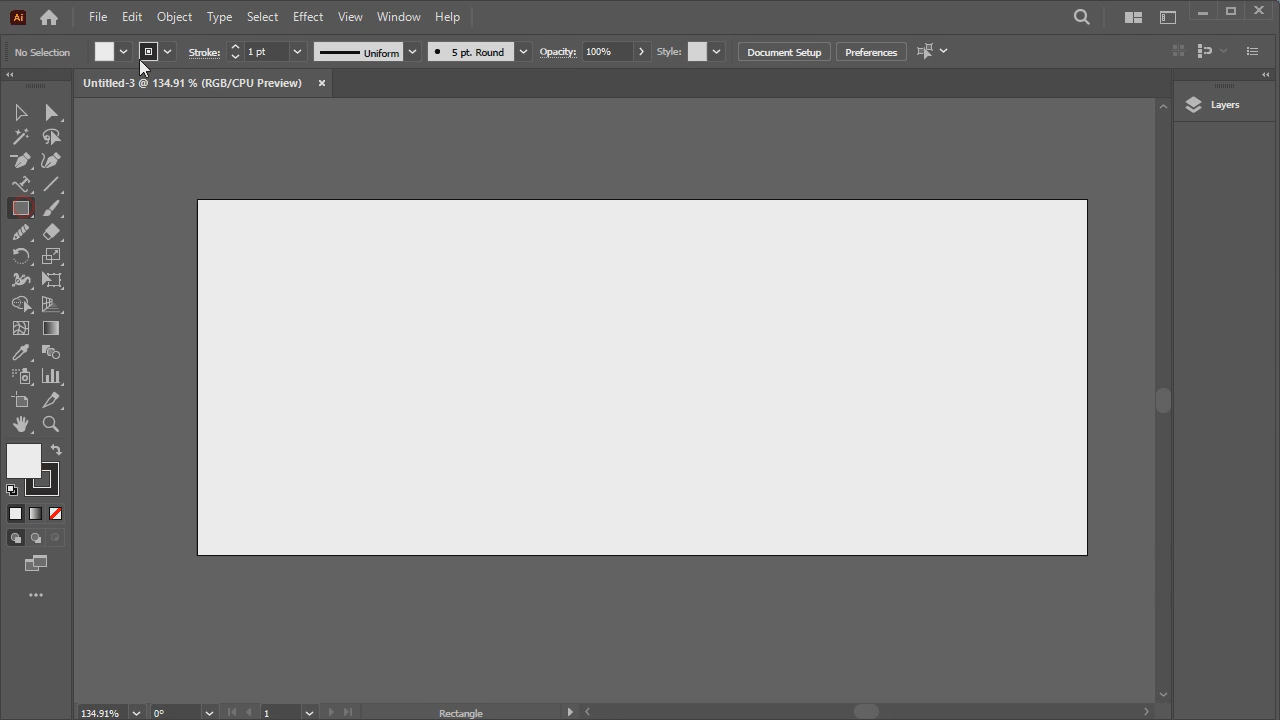 Ai File Edit Object Type Select Effect View Window Help
No Selection Stroke: 1 pt Uniform 5 pt. Round Opacity: 100% Style: Document Setup Preferences
Untitled-3 @ 134.91 % (RGB/CPU Preview) ×
Layers
134.91% 0° 1 Rectangle